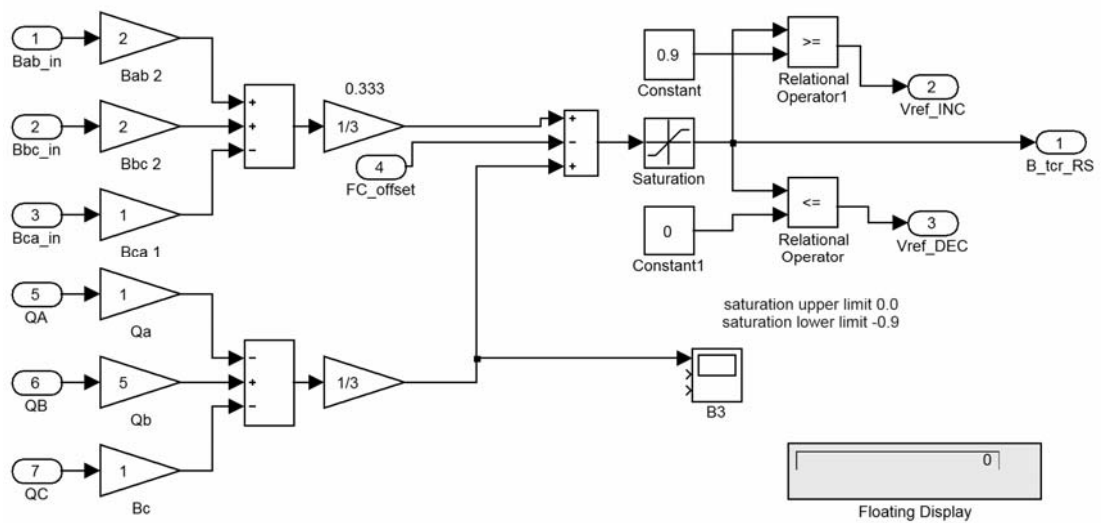 1
Bab_in
2
Bab 2
2
Bbc_in
2
Bbc 2
3
Bca_in
1
Bca 1
+
+
−
0.333
1/3
4
FC_offset
+
−
+
Saturation
0.9
Constant
>=
Relational
Operator1
2
Vref_INC
1
B_tcr_RS
0
Constant1
<=
Relational
Operator
3
Vref_DEC
5
QA
1
Qa
6
QB
5
Qb
7
QC
1
Bc
−
+
−
1/3
saturation upper limit 0.0
saturation lower limit -0.9
B3
0
Floating Display